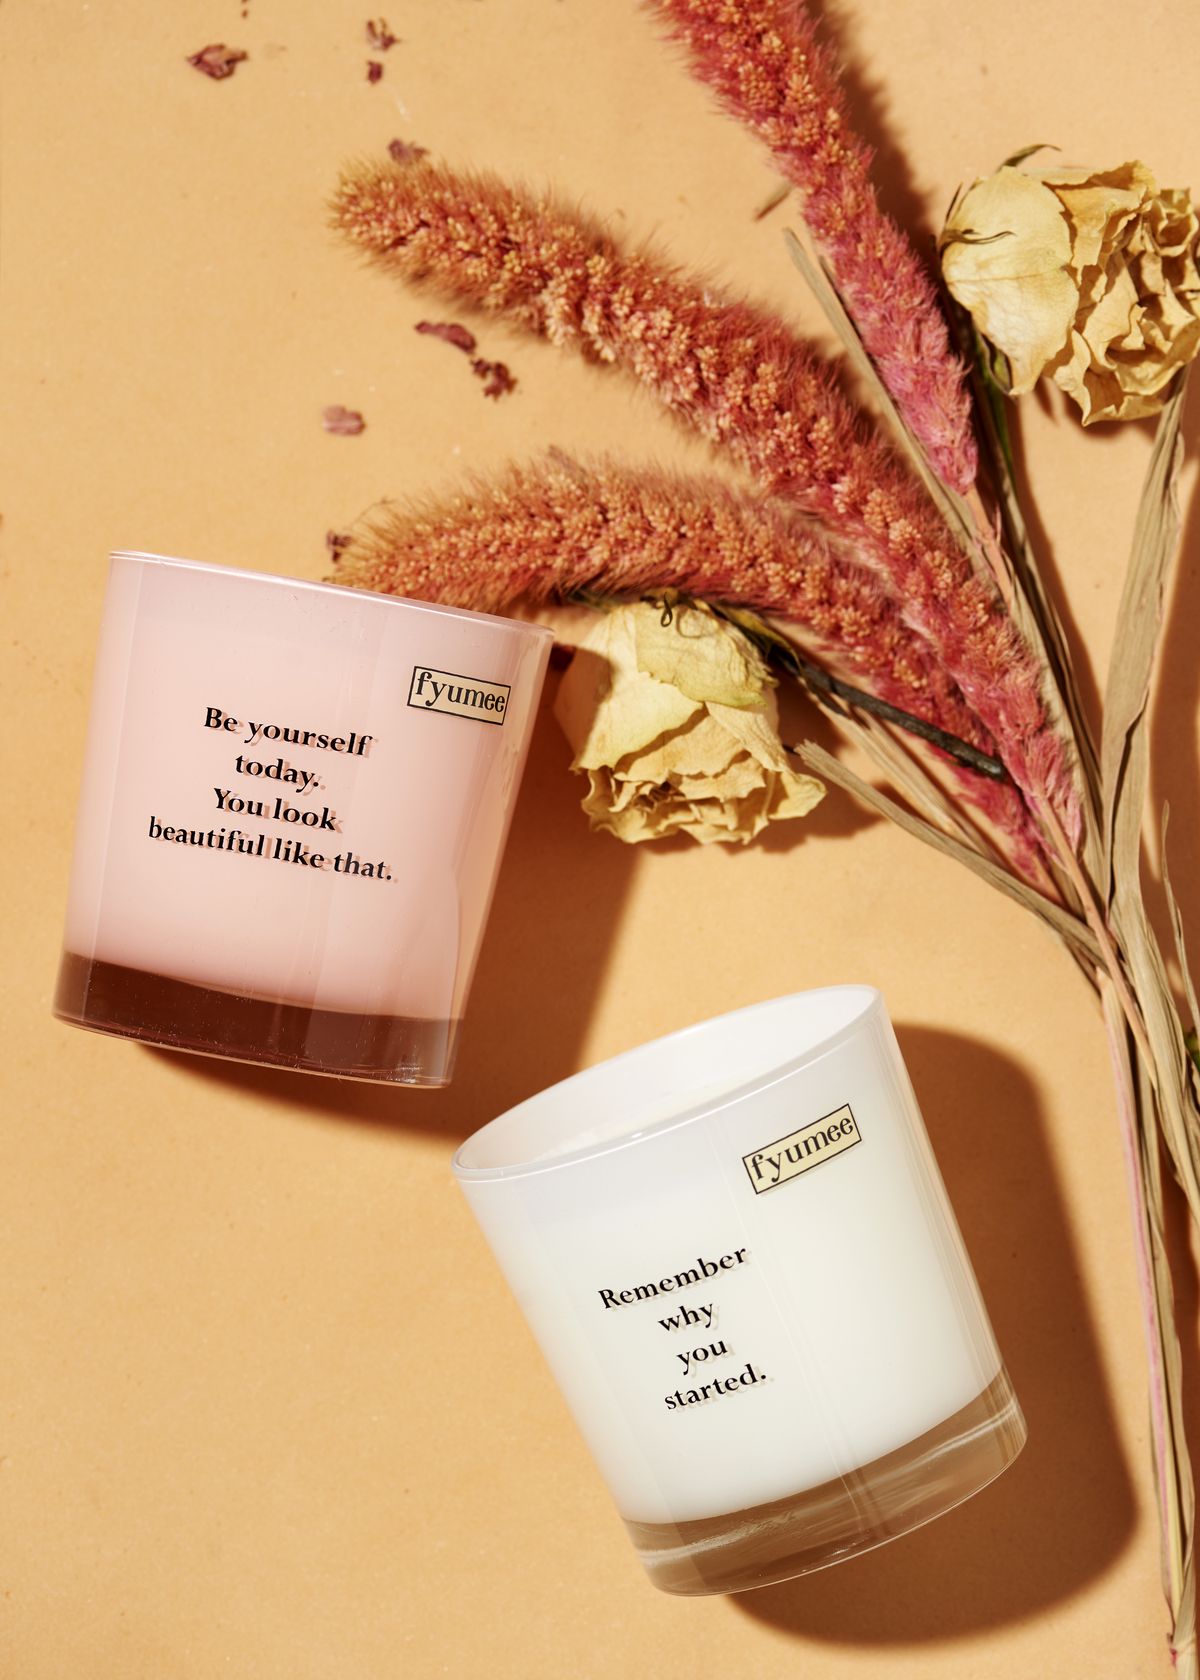 fyumee
Be yourself
today.
You look
beautiful like that.
fyumee
Remember
why
you
started.